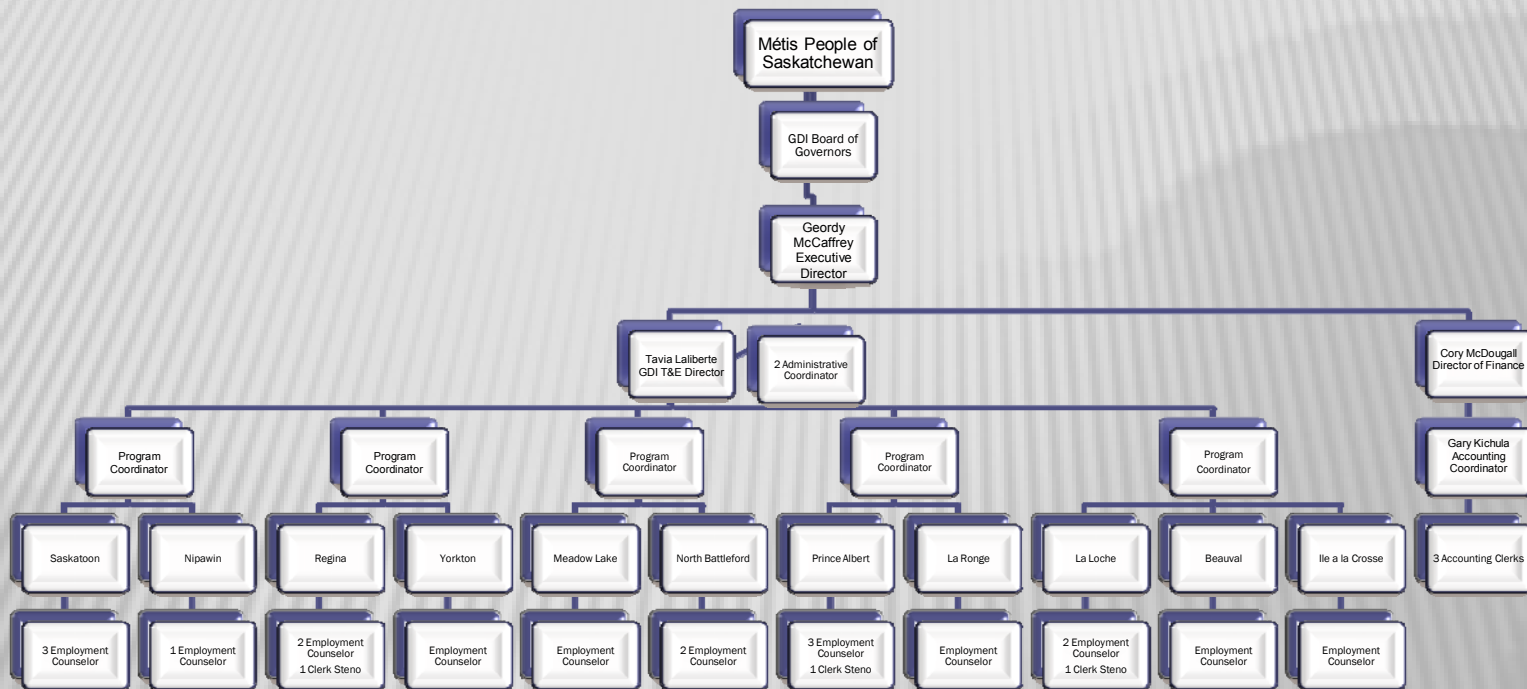 Métis People of
Saskatchewan
GDI Board of
Governors
Geordy
McCaffrey
Executive
Director
Tavia Laliberte
GDI T&E Director
2 Administrative
Coordinator
Cory McDougall
Director of Finance
Program
Coordinator
Program
Coordinator
Program
Coordinator
Program
Coordinator
Program
Coordinator
Gary Kichula
Accounting
Coordinator
Saskatoon
Nipawin
Regina
Yorkton
Meadow Lake
North Battleford
Prince Albert
La Ronge
La Loche
Beauval
Ile a la Crosse
3 Accounting Clerks
3 Employment
Counselor
1 Employment
Counselor
2 Employment
Counselor
1 Clerk Steno
Employment
Counselor
Employment
Counselor
2 Employment
Counselor
3 Employment
Counselor
1 Clerk Steno
Employment
Counselor
2 Employment
Counselor
1 Clerk Steno
Employment
Counselor
Employment
Counselor